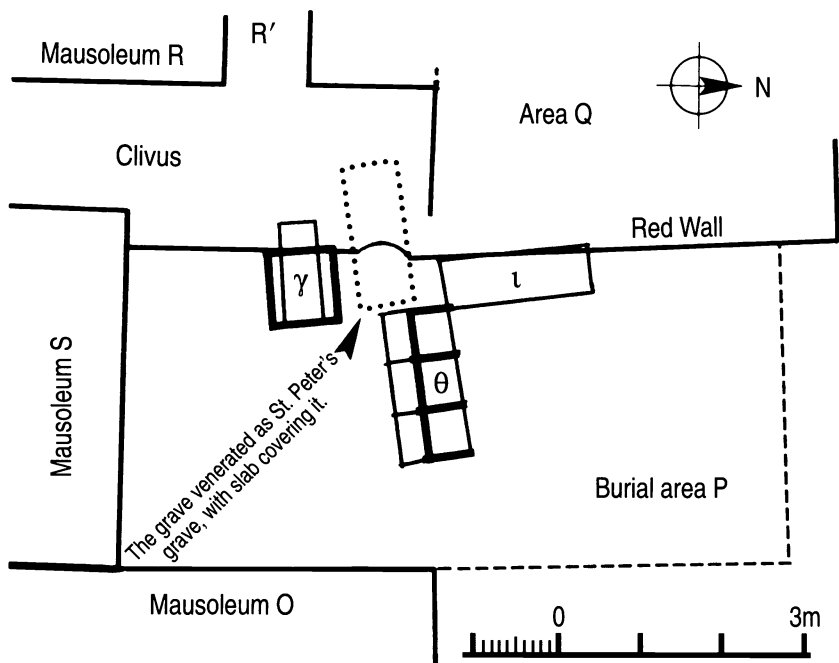 R′
Mausoleum R
N
Area Q
Clivus
Red Wall
γ
ι
Mausoleum S
θ
The grave venerated as St. Peter's
grave, with slab covering it.
Burial area P
Mausoleum O
0
3m